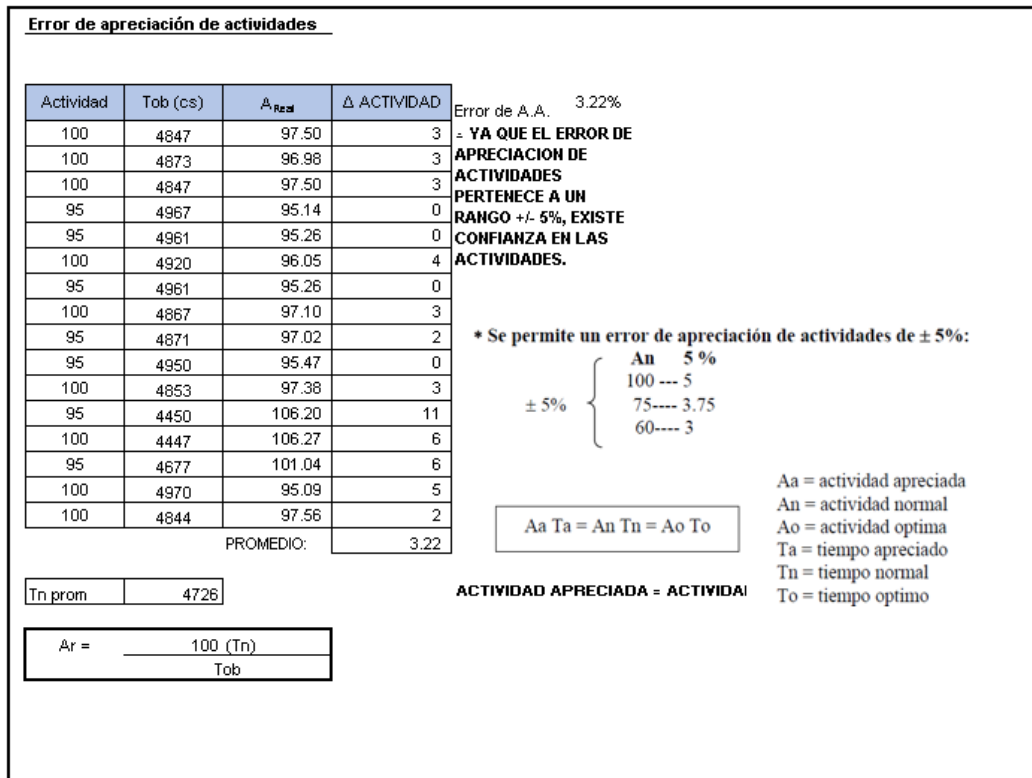 Error de apreciación de actividades
Actividad Tob (cs) A Real Δ ACTIVIDAD
100 4847 97.50 3
100 4873 96.98 3
100 4847 97.50 3
95 4967 95.14 0
95 4961 95.26 0
100 4920 96.05 4
95 4961 95.26 0
100 4867 97.10 3
95 4871 97.02 2
95 4950 95.47 0
100 4853 97.38 3
95 4450 106.20 11
100 4447 106.27 6
95 4677 101.04 6
100 4970 95.09 5
100 4844 97.56 2
PROMEDIO: 3.22
Tn prom 4726
Ar = 100 (Tn)
Tob
Error de A.A. 3.22%
= YA QUE EL ERROR DE
APRECIACION DE
ACTIVIDADES
PERTENECE A UN
RANGO +/- 5%, EXISTE
CONFIANZA EN LAS
ACTIVIDADES.
* Se permite un error de apreciación de actividades de ± 5%:
An 5 %
100 --- 5
± 5% 75---- 3.75
60---- 3
Aa Ta = An Tn = Ao To
Aa = actividad apreciada
An = actividad normal
Ao = actividad optima
Ta = tiempo apreciado
Tn = tiempo normal
To = tiempo optimo
ACTIVIDAD APRECIADA = ACTIVIDA